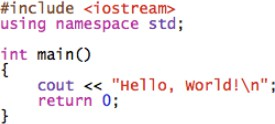 #include <iostream>
using namespace std;
int main()
{
    cout << "Hello, World!\n";
    return 0;
}